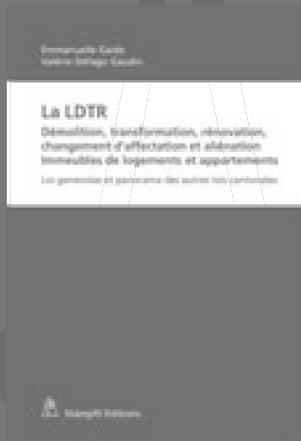 Emmanuelle Gaide
Valérie Défago Gaudin
La LDTR
Démolition, transformation, rénovation,
changement d'affectation et aliénation
Immeubles de logements et appartements
Loi genevoise et panorama des autres lois cantonales
Stämpfli Editions